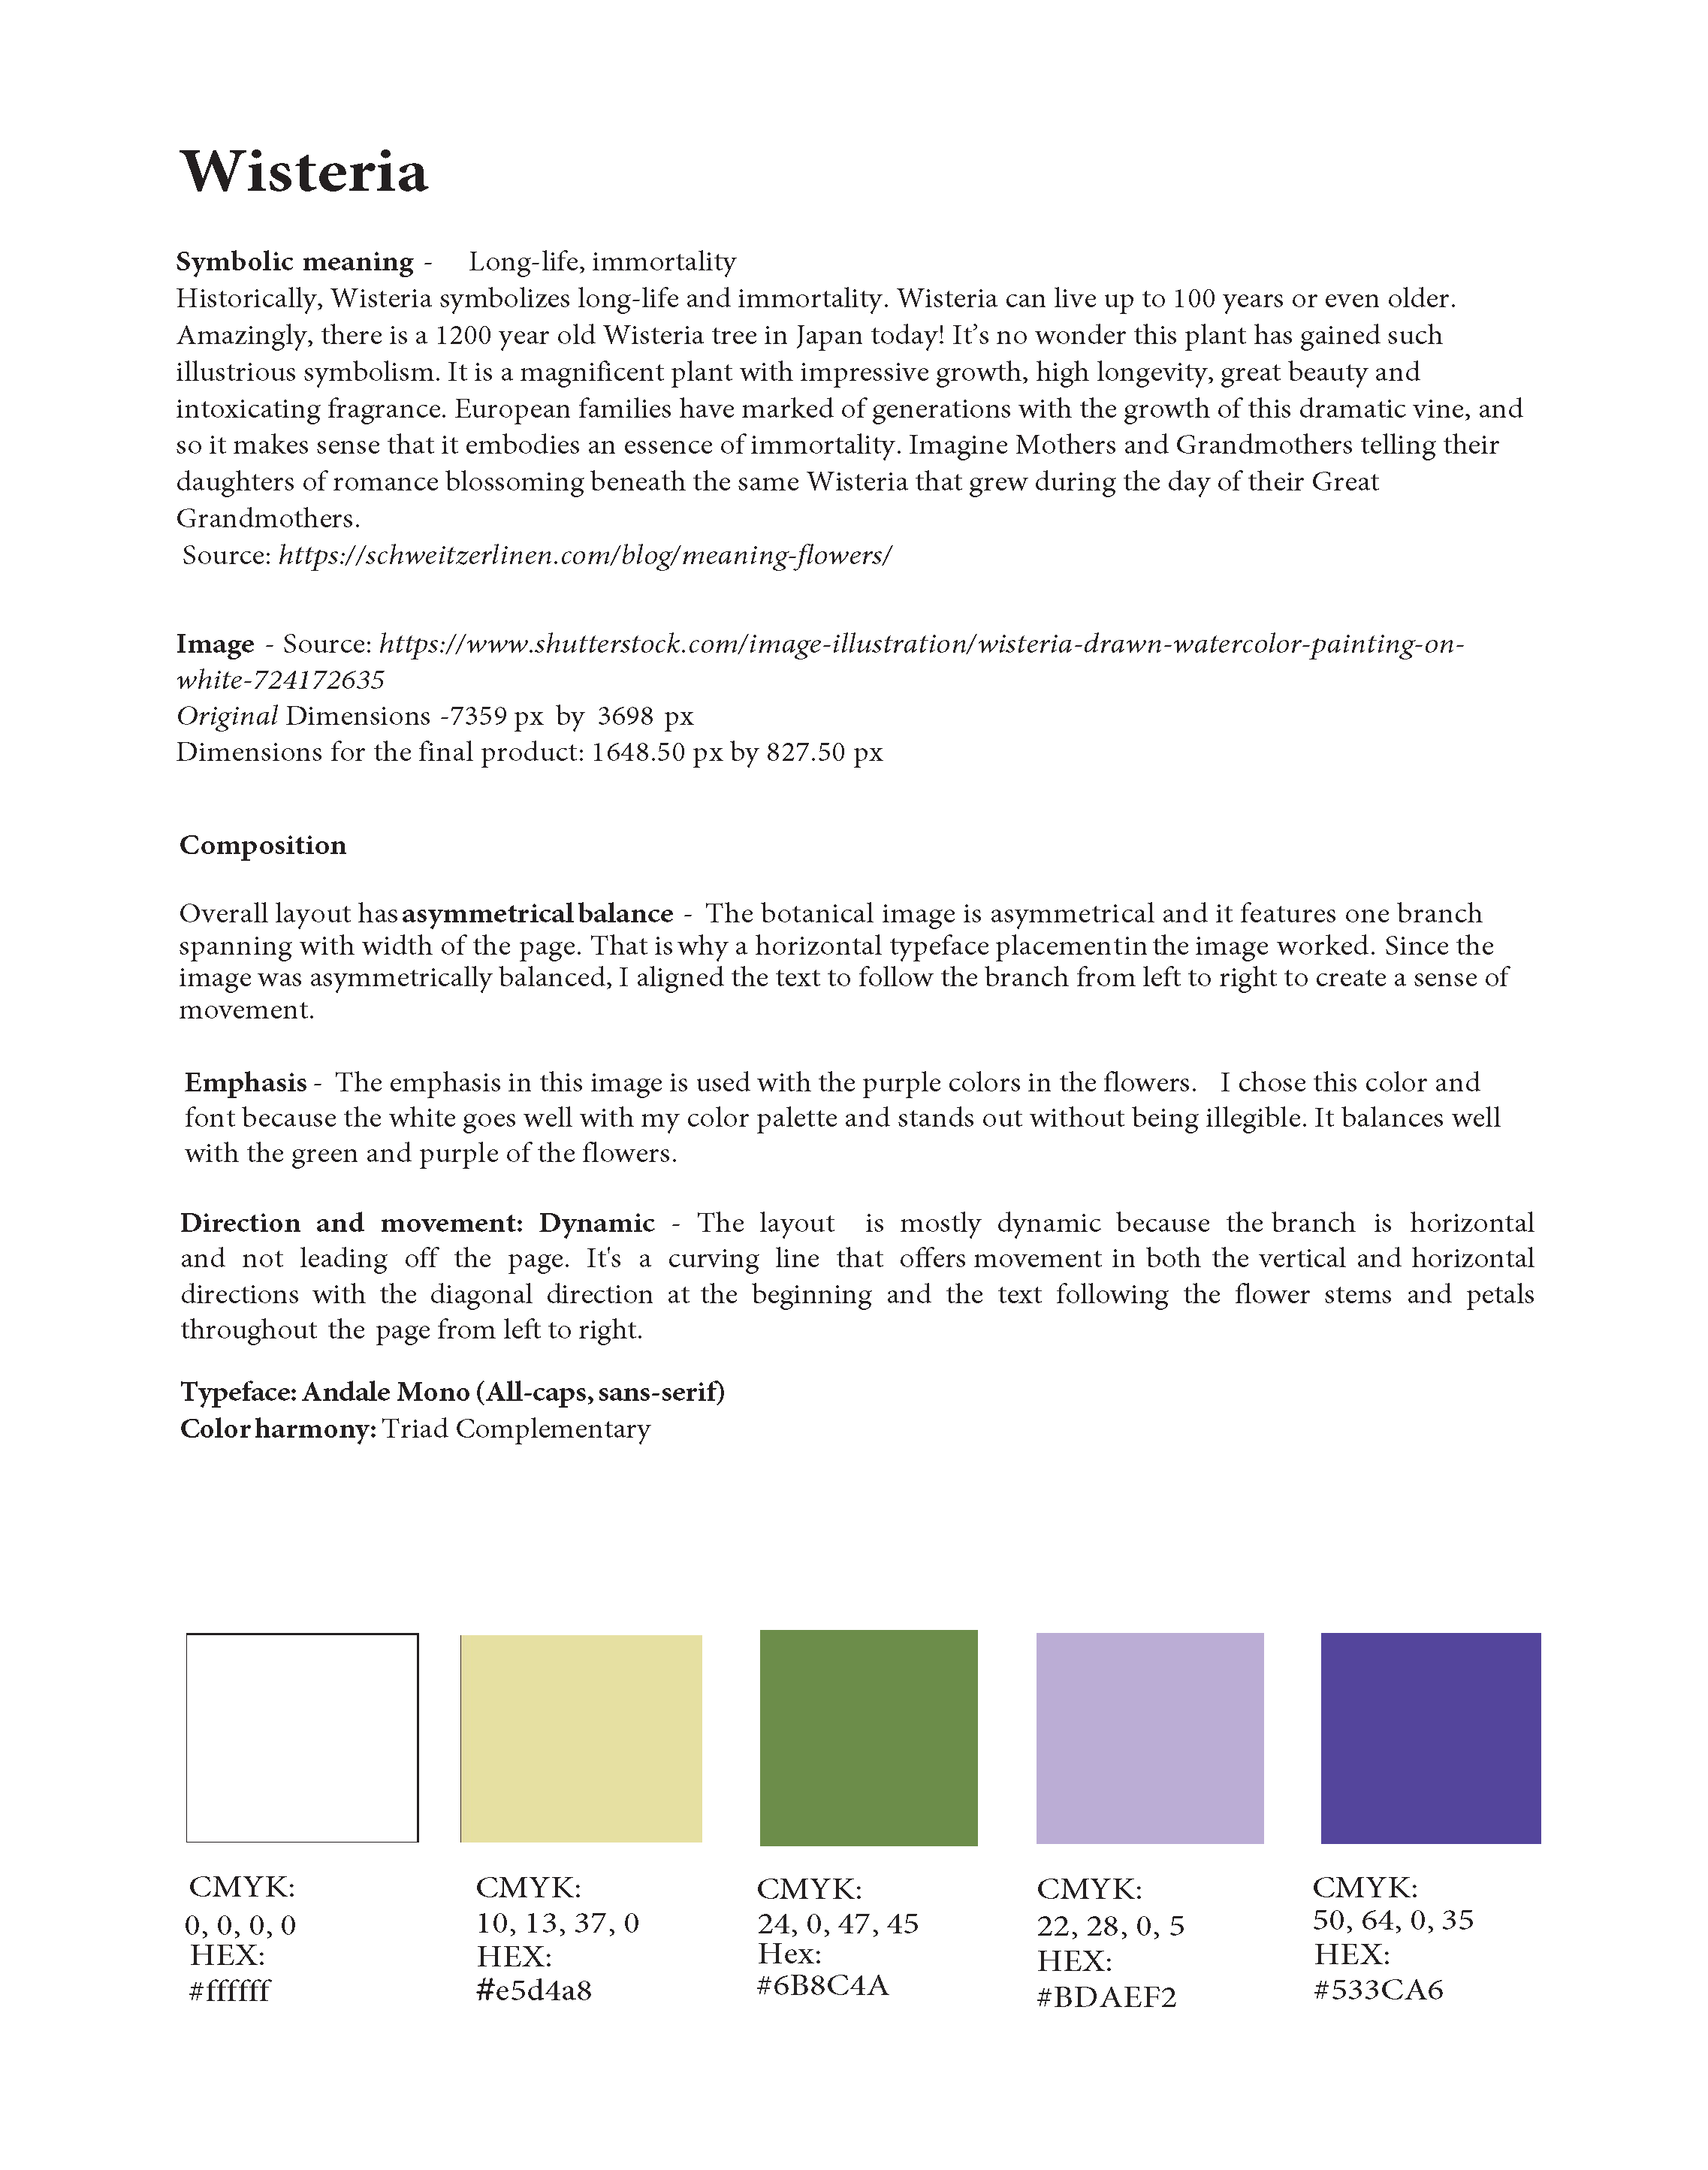 Wisteria
Symbolic meaning - Long-life, immortality
Historically, Wisteria symbolizes long-life and immortality. Wisteria can live up to 100 years or even older.
Amazingly, there is a 1200 year old Wisteria tree in Japan today! It’s no wonder this plant has gained such
illustrious symbolism. It is a magnificent plant with impressive growth, high longevity, great beauty and
intoxicating fragrance. European families have marked of generations with the growth of this dramatic vine, and
so it makes sense that it embodies an essence of immortality. Imagine Mothers and Grandmothers telling their
daughters of romance blossoming beneath the same Wisteria that grew during the day of their Great
Grandmothers.
Source: https://schweitzerlinen.com/blog/meaning-flowers/
Image - Source: https://www.shutterstock.com/image-illustration/wisteria-drawn-watercolor-painting-on-
white-724172635
Original Dimensions -7359 px by 3698 px
Dimensions for the final product: 1648.50 px by 827.50 px
Composition
Overall layout has asymmetrical balance - The botanical image is asymmetrical and it features one branch
spanning with width of the page. That is why a horizontal typeface placementin the image worked. Since the
image was asymmetrically balanced, I aligned the text to follow the branch from left to right to create a sense of
movement.
Emphasis - The emphasis in this image is used with the purple colors in the flowers. I chose this color and
font because the white goes well with my color palette and stands out without being illegible. It balances well
with the green and purple of the flowers.
Direction and movement: Dynamic - The layout is mostly dynamic because the branch is horizontal
and not leading off the page. It's a curving line that offers movement in both the vertical and horizontal
directions with the diagonal direction at the beginning and the text following the flower stems and petals
throughout the page from left to right.
Typeface: Andale Mono (All-caps, sans-serif)
Color harmony: Triad Complementary
CMYK:
0, 0, 0, 0
HEX:
#ffffff
CMYK:
10, 13, 37, 0
HEX:
#e5d4a8
CMYK:
24, 0, 47, 45
Hex:
#6B8C4A
CMYK:
22, 28, 0, 5
HEX:
#BDAEF2
CMYK:
50, 64, 0, 35
HEX:
#533CA6